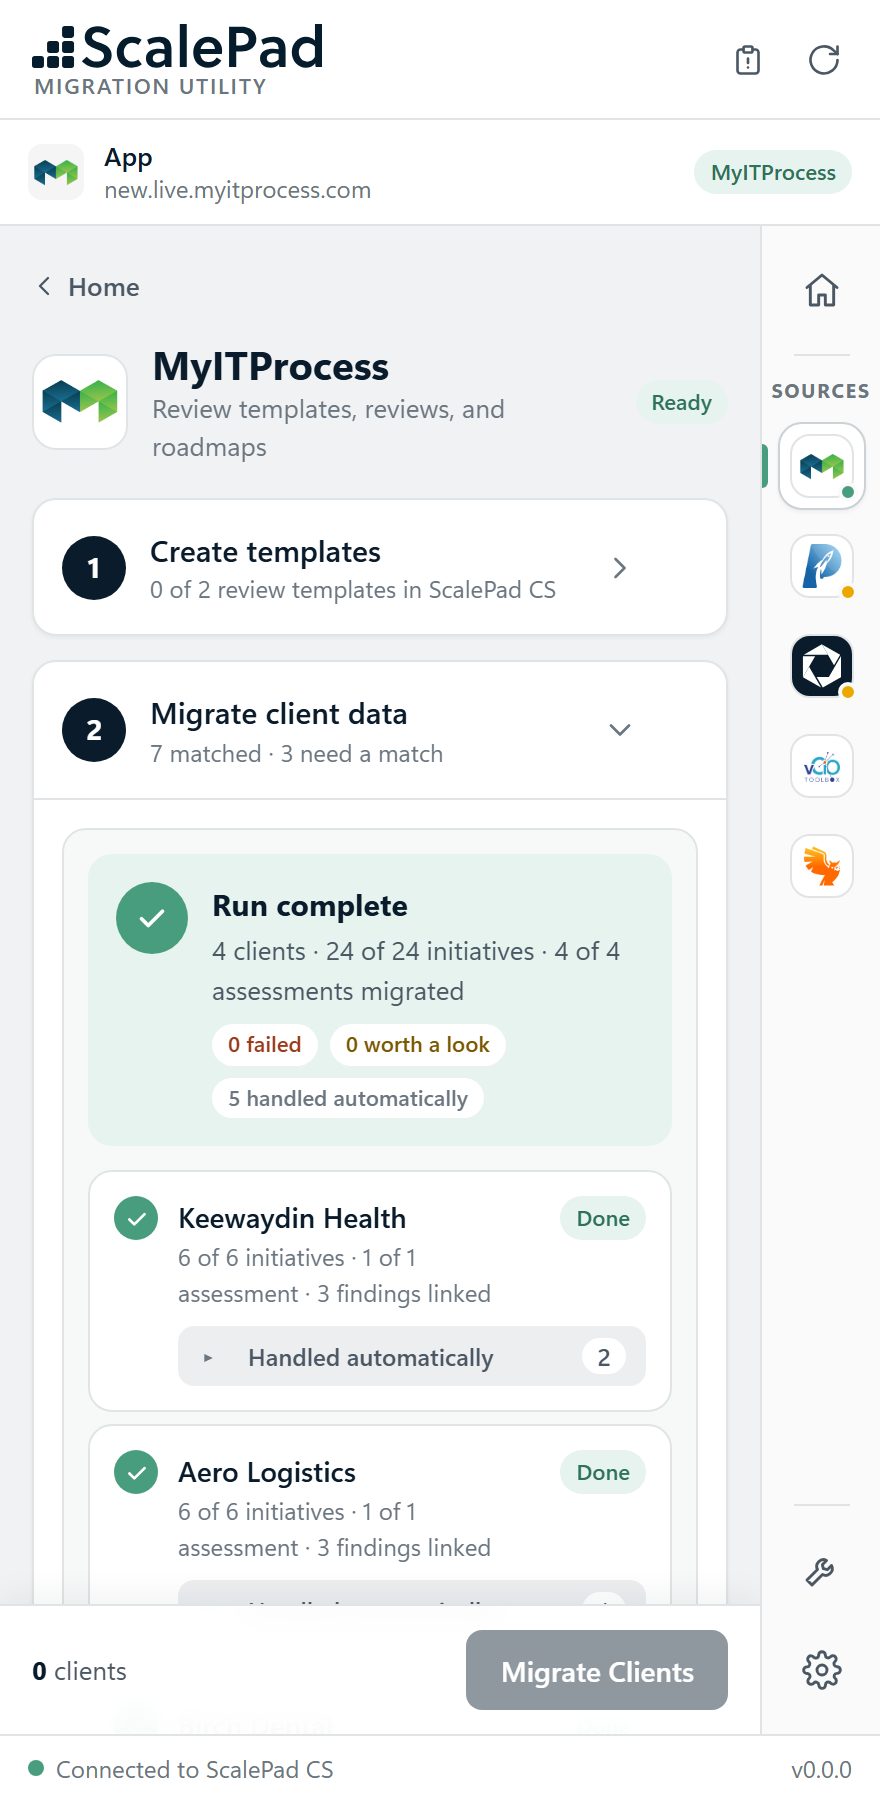 ScalePad
MIGRATION UTILITY
App
new.live.myitprocess.com
MyITProcess
Home
MyITProcess
Review templates, reviews, and
roadmaps
Ready
SOURCES
1
Create templates
0 of 2 review templates in ScalePad CS
2
Migrate client data
7 matched · 3 need a match
vCIO
TOOLBOX
Run complete
4 clients · 24 of 24 initiatives · 4 of 4
assessments migrated
0 failed
0 worth a look
5 handled automatically
Keewaydin Health
Done
6 of 6 initiatives · 1 of 1
assessment · 3 findings linked
Handled automatically
2
Aero Logistics
Done
6 of 6 initiatives · 1 of 1
assessment · 3 findings linked
0 clients
Migrate Clients
Connected to ScalePad CS
v0.0.0